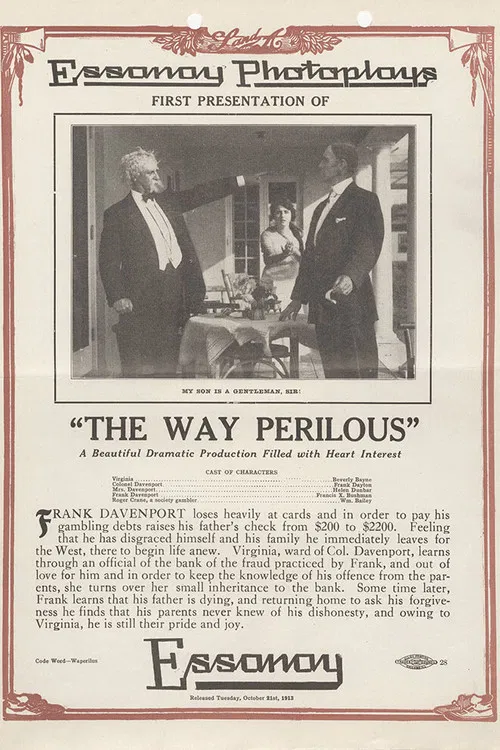 S and A
Essanay Photoplays
FIRST PRESENTATION OF
MY SON IS A GENTLEMAN, SIR!
“THE WAY PERILOUS”
A Beautiful Dramatic Production Filled with Heart Interest
CAST OF CHARACTERS
Virginia Beverly Bayne
Colonel Davenport Frank Dayton
Mrs. Davenport Helen Dunbar
Frank Davenport Francis X. Bushman
Roger Crane, a society gambler Wm. Bailey
FRANK DAVENPORT loses heavily at cards and in order to pay his
gambling debts raises his father’s check from $200 to $2200. Feeling
that he has disgraced himself and his family he immediately leaves for
the West, there to begin life anew. Virginia, ward of Col. Davenport, learns
through an official of the bank of the fraud practiced by Frank, and out of
love for him and in order to keep the knowledge of his offence from the par-
ents, she turns over her small inheritance to the bank. Some time later,
Frank learns that his father is dying, and returning home to ask his forgive-
ness he finds that his parents never knew of his dishonesty, and owing to
Virginia, he is still their pride and joy.
Essanay
Code Word—Waperilos
28
Released Tuesday, October 21st, 1913